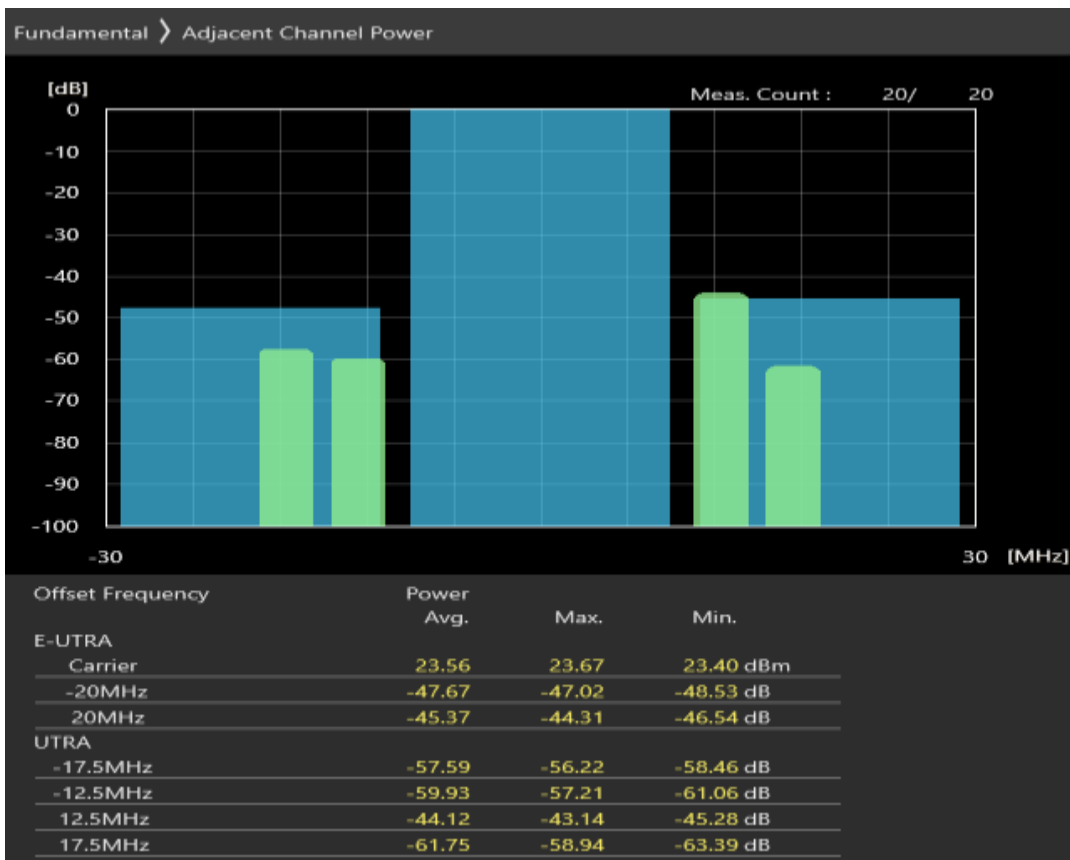 Fundamental 〉 Adjacent Channel Power
[dB]
Meas. Count : 20/ 20
0
-10
-20
-30
-40
-50
-60
-70
-80
-90
-100
-30 30 [MHz]
Offset Frequency Power
Avg. Max. Min.
E-UTRA
Carrier 23.56 23.67 23.40 dBm
-20MHz -47.67 -47.02 -48.53 dB
20MHz -45.37 -44.31 -46.54 dB
UTRA
-17.5MHz -57.59 -56.22 -58.46 dB
-12.5MHz -59.93 -57.21 -61.06 dB
12.5MHz -44.12 -43.14 -45.28 dB
17.5MHz -61.75 -58.94 -63.39 dB